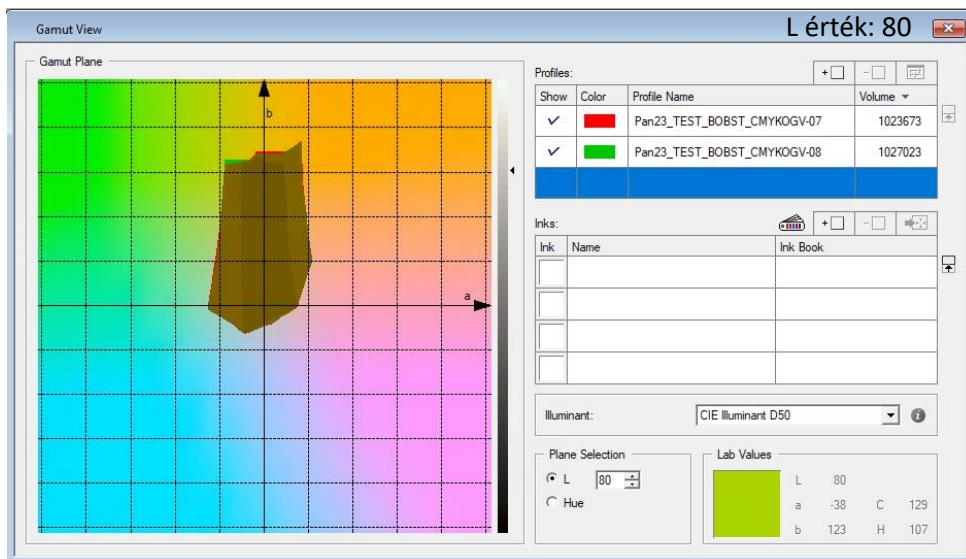 Gamut View
L érték: 80
Gamut Plane
b
a
Profiles:
Show Color Profile Name Volume
Pan23_TEST_BOBST_CMYKOGV-07 1023673
Pan23_TEST_BOBST_CMYKOGV-08 1027023
Inks:
Ink Name Ink Book
Illuminant: CIE Illuminant D50
Plane Selection
L 80
Hue
Lab Values
L 80
a -38 C 129
b 123 H 107